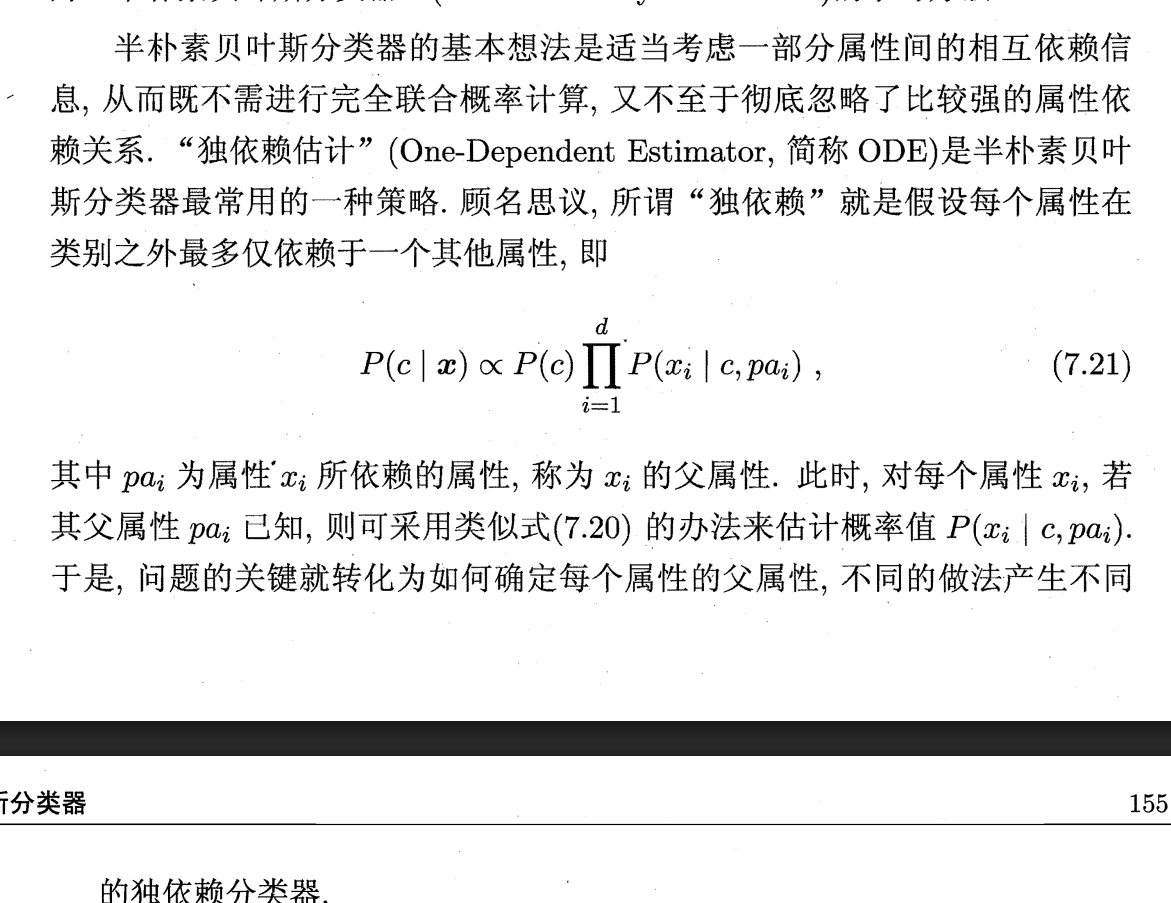 半朴素贝叶斯分类器的基本想法是适当考虑一部分属性间的相互依赖信
息, 从而既不需进行完全联合概率计算, 又不至于彻底忽略了比较强的属性依
赖关系. “独依赖估计” (One-Dependent Estimator, 简称 ODE)是半朴素贝叶
斯分类器最常用的一种策略. 顾名思议, 所谓“独依赖”就是假设每个属性在
类别之外最多仅依赖于一个其他属性, 即
P(c | x) ∝ P(c) ∏_{i=1}^{d} P(x_i | c, pa_i) , (7.21)
其中 pa_i 为属性 x_i 所依赖的属性, 称为 x_i 的父属性. 此时, 对每个属性 x_i, 若
其父属性 pa_i 已知, 则可采用类似式(7.20) 的办法来估计概率值 P(x_i | c, pa_i).
于是, 问题的关键就转化为如何确定每个属性的父属性, 不同的做法产生不同
分类器 155
的独依赖分类器.